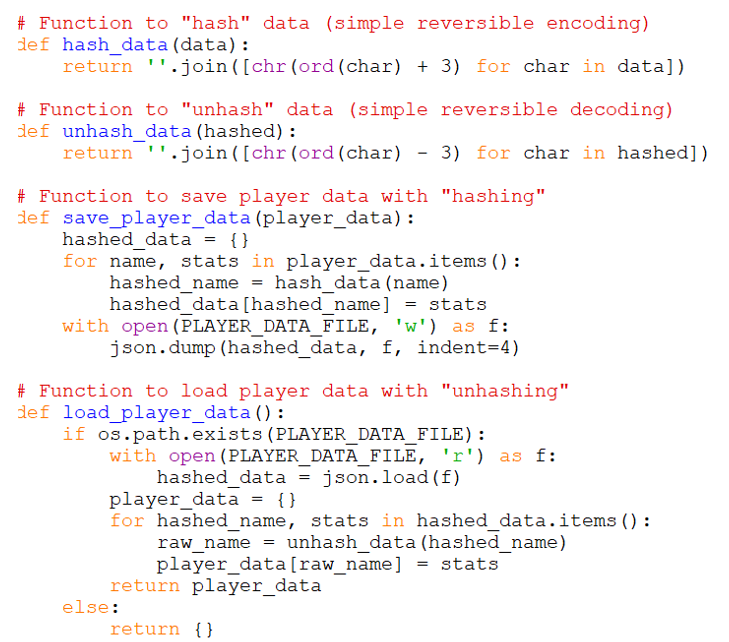 # Function to "hash" data (simple reversible encoding)
def hash_data(data):
    return ''.join([chr(ord(char) + 3) for char in data])

# Function to "unhash" data (simple reversible decoding)
def unhash_data(hashed):
    return ''.join([chr(ord(char) - 3) for char in hashed])

# Function to save player data with "hashing"
def save_player_data(player_data):
    hashed_data = {}
    for name, stats in player_data.items():
        hashed_name = hash_data(name)
        hashed_data[hashed_name] = stats
    with open(PLAYER_DATA_FILE, 'w') as f:
        json.dump(hashed_data, f, indent=4)

# Function to load player data with "unhashing"
def load_player_data():
    if os.path.exists(PLAYER_DATA_FILE):
        with open(PLAYER_DATA_FILE, 'r') as f:
            hashed_data = json.load(f)
        player_data = {}
        for hashed_name, stats in hashed_data.items():
            raw_name = unhash_data(hashed_name)
            player_data[raw_name] = stats
        return player_data
    else:
        return {}